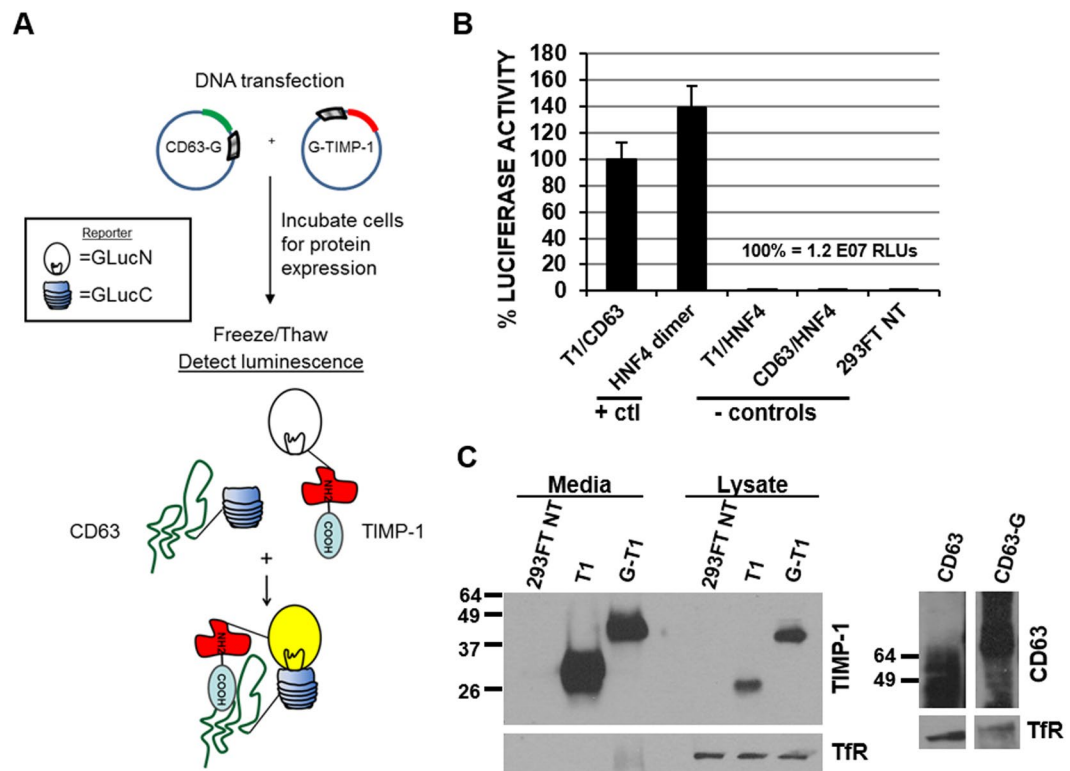 A
DNA transfection
CD63-G
+
G-TIMP-1
Incubate cells
for protein
expression
Reporter
=GLucN
=GLucC
Freeze/Thaw
Detect luminescence
NH2
COOH
CD63
TIMP-1
+
NH2
COOH
B
% LUCIFERASE ACTIVITY
180
160
140
120
100
80
60
40
20
0
100% = 1.2 E07 RLUs
T1/CD63
HNF4 dimer
T1/HNF4
CD63/HNF4
293FT NT
+ ctl
- controls
C
Media
Lysate
293FT NT
T1
G-T1
293FT NT
T1
G-T1
64
49
37
26
TIMP-1
TfR
CD63
CD63-G
64
49
CD63
TfR